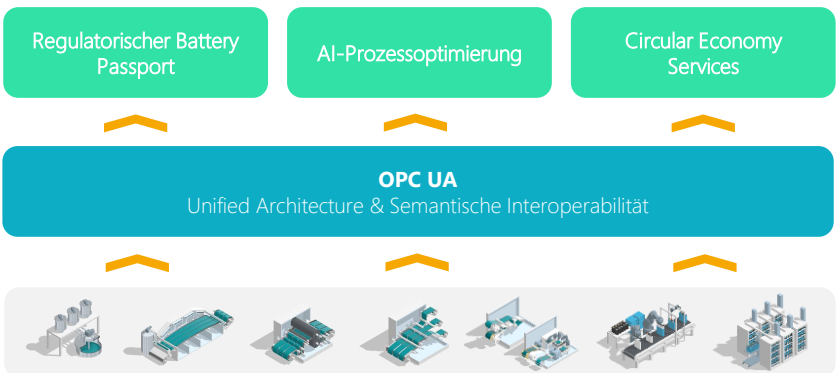 Regulatorischer Battery
Passport
AI-Prozessoptimierung
Circular Economy
Services
OPC UA
Unified Architecture & Semantische Interoperabilität